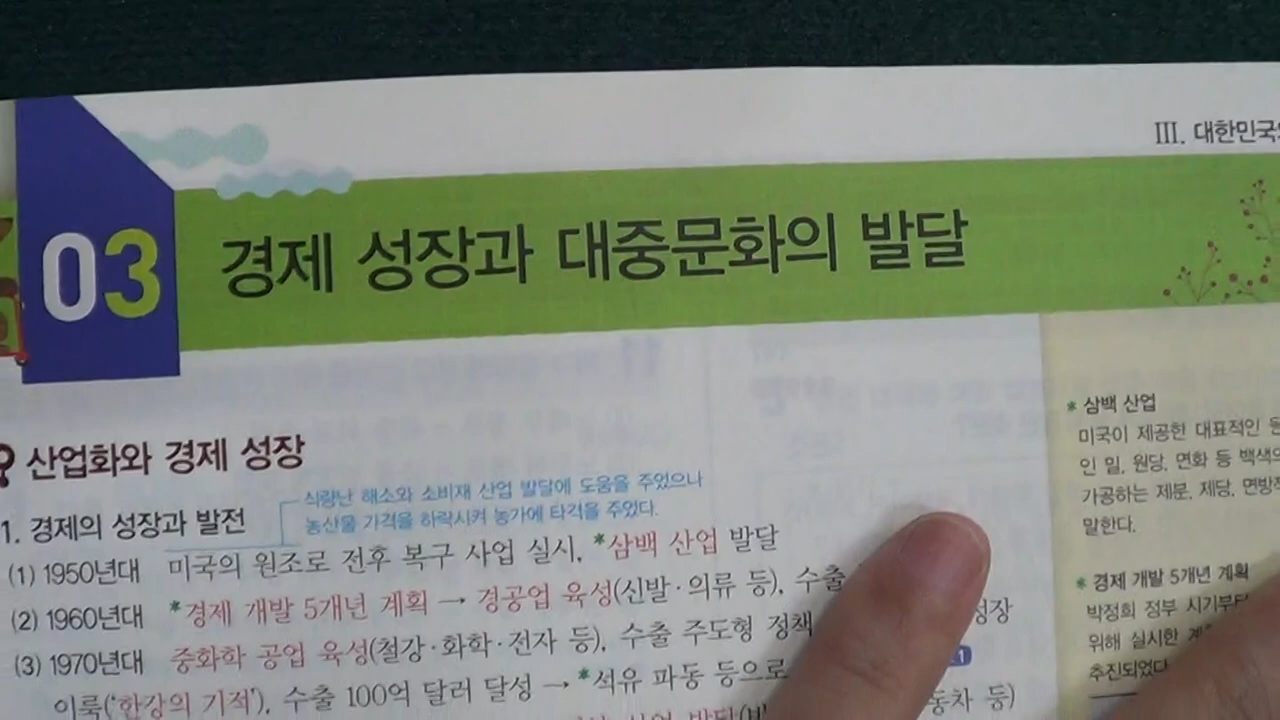 III. 대한민국의
03 경제 성장과 대중문화의 발달
산업화와 경제 성장
1. 경제의 성장과 발전
식량난 해소와 소비재 산업 발달에 도움을 주었으나
농산물 가격을 하락시켜 농가에 타격을 주었다.
(1) 1950년대 미국의 원조로 전후 복구 사업 실시, *삼백 산업 발달
(2) 1960년대 *경제 개발 5개년 계획 → 경공업 육성(신발·의류 등), 수출
성장
(3) 1970년대 중화학 공업 육성(철강·화학·전자 등), 수출 주도형 정책
이룩('한강의 기적'), 수출 100억 달러 달성 → *석유 파동 등으로
동차 등)
* 삼백 산업
미국이 제공한 대표적인
인 밀, 원당, 면화 등 백색의
가공하는 제분, 제당, 면방적
말한다.
* 경제 개발 5개년 계획
박정희 정부 시기부터
위해 실시한
추진되었다